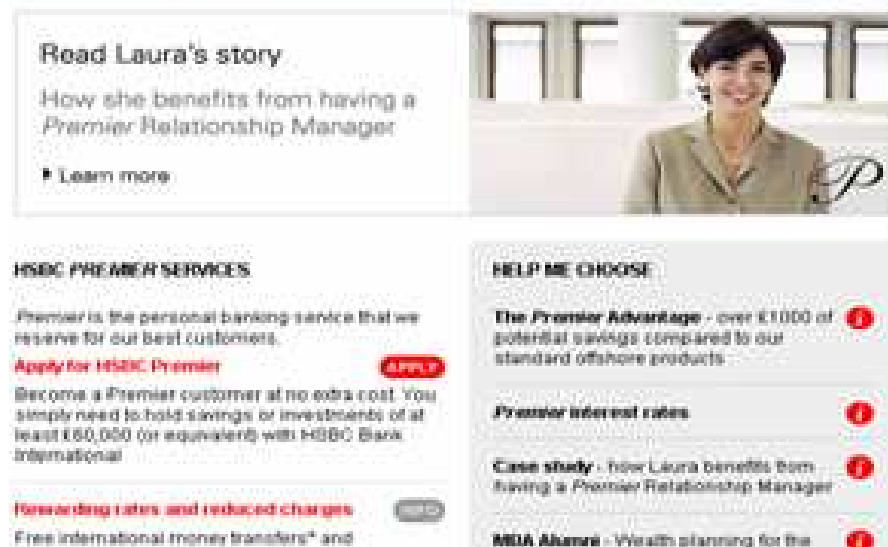 Read Laura's story
How she benefits from having a
Premier Relationship Manager
Learn more
P
HSBC PREMIER SERVICES
Premier is the personal banking service that we
reserve for our best customers.
Apply for HSBC Premier
APPLY
Become a Premier customer at no extra cost. You
simply need to hold savings or investments of at
least £60,000 (or equivalent) with HSBC Bank
International
Rewarding rates and reduced charges
INFO
Free international money transfers* and
HELP ME CHOOSE
The Premier Advantage - over £1000 of
potential savings compared to our
standard offshore products
Premier interest rates
Case study - how Laura benefits from
having a Premier Relationship Manager
MBA Alumni - Wealth planning for the